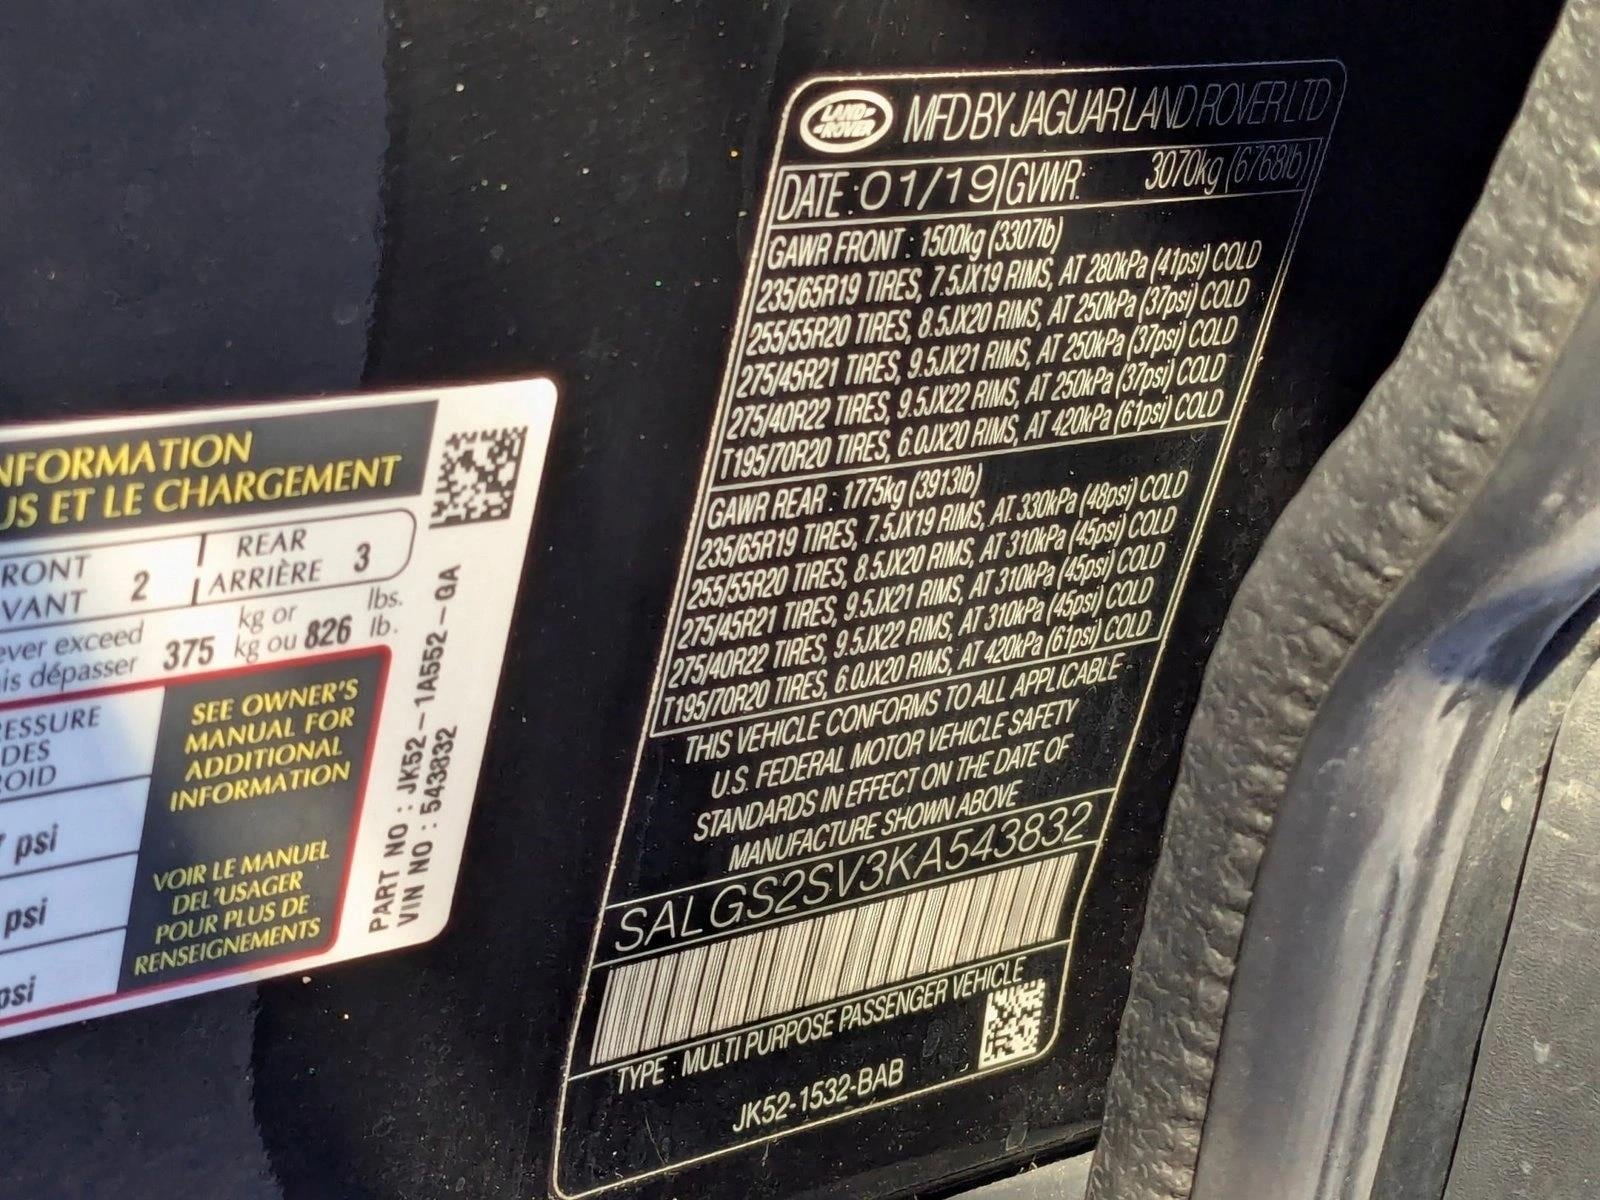 LAND ROVER MFD BY JAGUAR LAND ROVER LTD
DATE : 01/19 GVWR: 3070kg (6768lb)
GAWR FRONT : 1500kg (3307lb)
235/65R19 TIRES, 7.5JX19 RIMS, AT 280kPa (41psi) COLD
255/55R20 TIRES, 8.5JX20 RIMS, AT 250kPa (37psi) COLD
275/45R21 TIRES, 9.5JX21 RIMS, AT 250kPa (37psi) COLD
275/40R22 TIRES, 9.5JX22 RIMS, AT 250kPa (37psi) COLD
T195/70R20 TIRES, 6.0JX20 RIMS, AT 420kPa (61psi) COLD
GAWR REAR : 1775kg (3913lb)
235/65R19 TIRES, 7.5JX19 RIMS, AT 330kPa (48psi) COLD
255/55R20 TIRES, 8.5JX20 RIMS, AT 310kPa (45psi) COLD
275/45R21 TIRES, 9.5JX21 RIMS, AT 310kPa (45psi) COLD
275/40R22 TIRES, 9.5JX22 RIMS, AT 310kPa (45psi) COLD
T195/70R20 TIRES, 6.0JX20 RIMS, AT 420kPa (61psi) COLD
THIS VEHICLE CONFORMS TO ALL APPLICABLE
U.S. FEDERAL MOTOR VEHICLE SAFETY
STANDARDS IN EFFECT ON THE DATE OF
MANUFACTURE SHOWN ABOVE
SALGS2SV3KA543832
TYPE : MULTI PURPOSE PASSENGER VEHICLE
JK52-1532-BAB
NFORMATION
US ET LE CHARGEMENT
RONT 2 REAR 3
VANT ARRIÈRE
ever exceed 375 kg or 826 lbs.
is dépasser kg ou lb.
RESSURE
DES
ROID
7 psi
psi
psi
SEE OWNER'S
MANUAL FOR
ADDITIONAL
INFORMATION
VOIR LE MANUEL
DEL'USAGER
POUR PLUS DE
RENSEIGNEMENTS
PART NO : JK52-1A552-GA
VIN NO : 543832